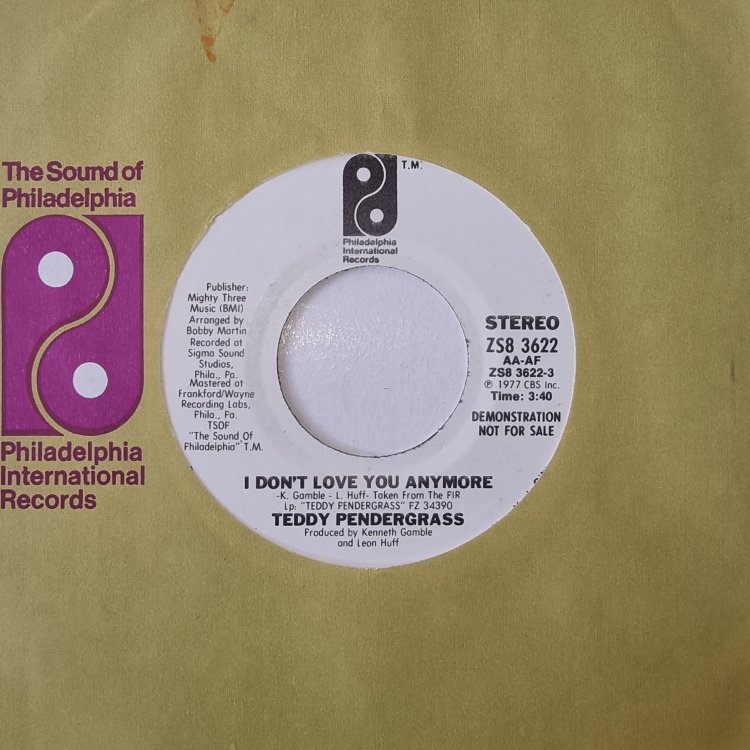 The Sound of
Philadelphia
Philadelphia
International
Records
T.M.
Philadelphia
International
Records
Publisher:
Mighty Three
Music (BMI)
Arranged by
Bobby Martin
Recorded at
Sigma Sound
Studios,
Phila., Pa.
Mastered at
Frankford/Wayne
Recording Labs,
Phila., Pa.
TSOP
"The Sound Of
Philadelphia" T.M.
STEREO
ZS8 3622
AA-AF
ZS8 3622-3
℗ 1977 CBS Inc.
Time: 3:40
DEMONSTRATION
NOT FOR SALE
I DON'T LOVE YOU ANYMORE
-K. Gamble - L. Huff- Taken From The PIR
Lp: "TEDDY PENDERGRASS" FZ 34390
TEDDY PENDERGRASS
Produced by Kenneth Gamble
and Leon Huff